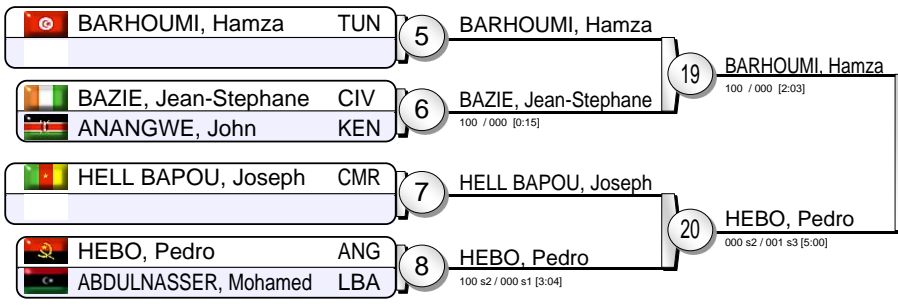 BARHOUMI, Hamza TUN
5
BARHOUMI, Hamza
19
BARHOUMI, Hamza
100 / 000 [2:03]
BAZIE, Jean-Stephane CIV
ANANGWE, John KEN
6
BAZIE, Jean-Stephane
100 / 000 [0:15]
HELL BAPOU, Joseph CMR
7
HELL BAPOU, Joseph
20
HEBO, Pedro
000 s2 / 001 s3 [5:00]
HEBO, Pedro ANG
ABDULNASSER, Mohamed LBA
8
HEBO, Pedro
100 s2 / 000 s1 [3:04]